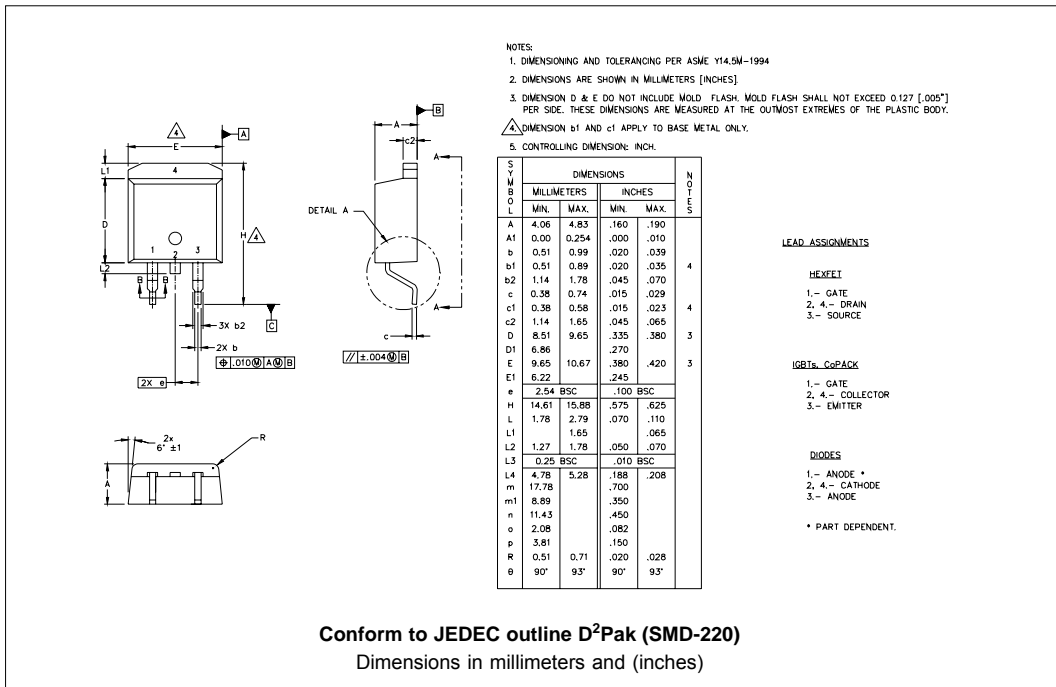 NOTES:
1. DIMENSIONING AND TOLERANCING PER ASME Y14.5M-1994
2. DIMENSIONS ARE SHOWN IN MILLIMETERS [INCHES].
3. DIMENSION D & E DO NOT INCLUDE MOLD FLASH. MOLD FLASH SHALL NOT EXCEED 0.127 [.005"]
PER SIDE. THESE DIMENSIONS ARE MEASURED AT THE OUTMOST EXTREMES OF THE PLASTIC BODY.
4. DIMENSION b1 AND c1 APPLY TO BASE METAL ONLY.
5. CONTROLLING DIMENSION: INCH.
4
E
A
L1
4
D
H 4
1 2 3
L2
B B
C
3X b2
2X b
⌖ .010 Ⓜ A Ⓜ B
2X e
B
A
c2
A
DETAIL A
A
c
// ±.004 Ⓜ B
2x
6° ±1
R
A
SYMBOL DIMENSIONS NOTES
MILLIMETERS INCHES
MIN. MAX. MIN. MAX.
A 4.06 4.83 .160 .190
A1 0.00 0.254 .000 .010
b 0.51 0.99 .020 .039
b1 0.51 0.89 .020 .035 4
b2 1.14 1.78 .045 .070
c 0.38 0.74 .015 .029
c1 0.38 0.58 .015 .023 4
c2 1.14 1.65 .045 .065
D 8.51 9.65 .335 .380 3
D1 6.86 .270
E 9.65 10.67 .380 .420 3
E1 6.22 .245
e 2.54 BSC .100 BSC
H 14.61 15.88 .575 .625
L 1.78 2.79 .070 .110
L1 1.65 .065
L2 1.27 1.78 .050 .070
L3 0.25 BSC .010 BSC
L4 4.78 5.28 .188 .208
m 17.78 .700
m1 8.89 .350
n 11.43 .450
o 2.08 .082
p 3.81 .150
R 0.51 0.71 .020 .028
θ 90° 93° 90° 93°
LEAD ASSIGNMENTS
HEXFET
1.- GATE
2, 4.- DRAIN
3.- SOURCE
IGBTs, CoPACK
1.- GATE
2, 4.- COLLECTOR
3.- EMITTER
DIODES
1.- ANODE *
2, 4.- CATHODE
3.- ANODE
* PART DEPENDENT.
Conform to JEDEC outline D²Pak (SMD-220)
Dimensions in millimeters and (inches)